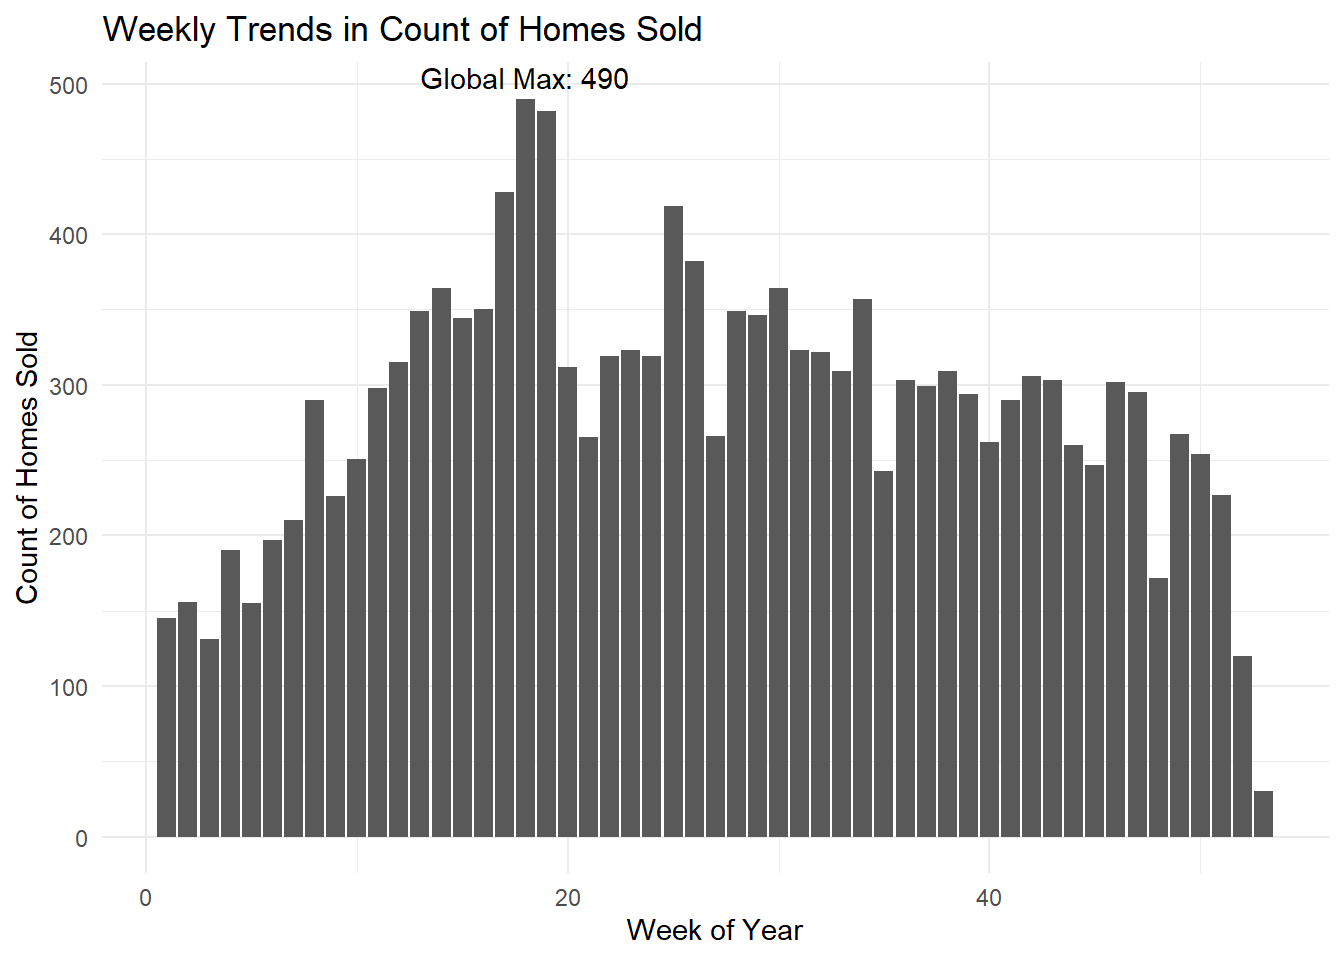 Weekly Trends in Count of Homes Sold
Global Max: 490
500
400
300
200
100
0
Count of Homes Sold
0 20 40
Week of Year